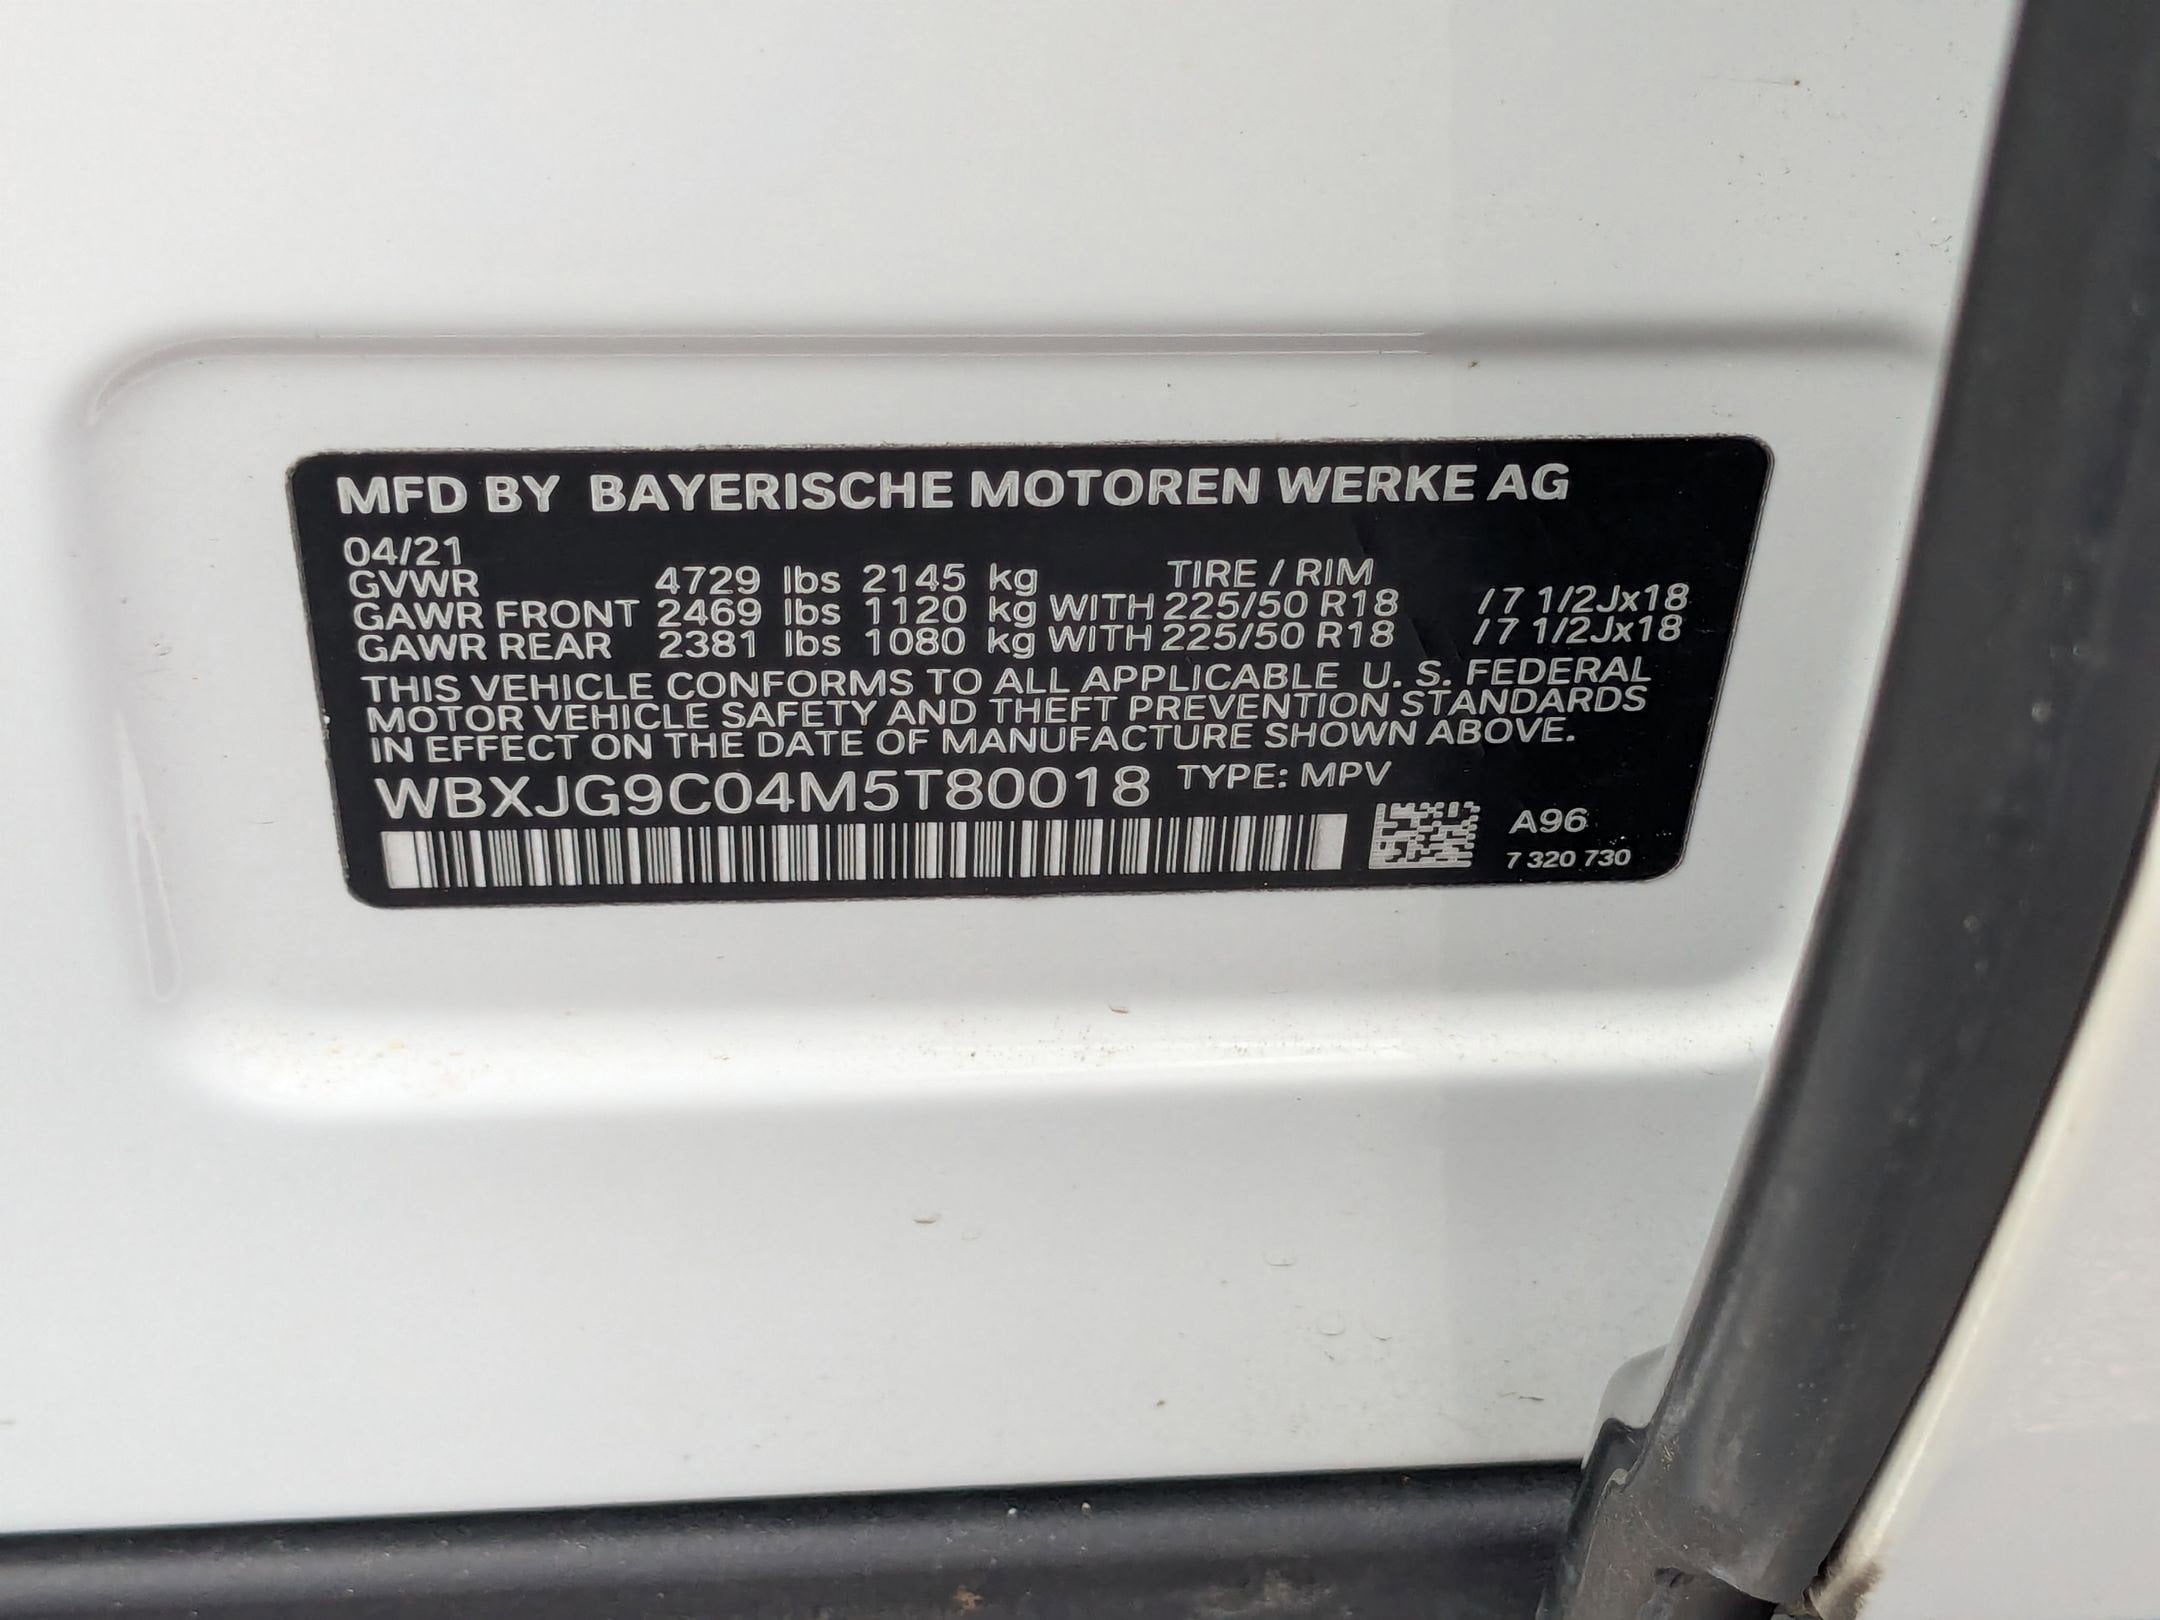 MFD BY BAYERISCHE MOTOREN WERKE AG
04/21
GVWR 4729 lbs 2145 kg TIRE / RIM
GAWR FRONT 2469 lbs 1120 kg WITH 225/50 R18 / 7 1/2Jx18
GAWR REAR 2381 lbs 1080 kg WITH 225/50 R18 / 7 1/2Jx18
THIS VEHICLE CONFORMS TO ALL APPLICABLE U. S. FEDERAL
MOTOR VEHICLE SAFETY AND THEFT PREVENTION STANDARDS
IN EFFECT ON THE DATE OF MANUFACTURE SHOWN ABOVE.
WBXJG9C04M5T80018 TYPE: MPV
A96
7 320 730